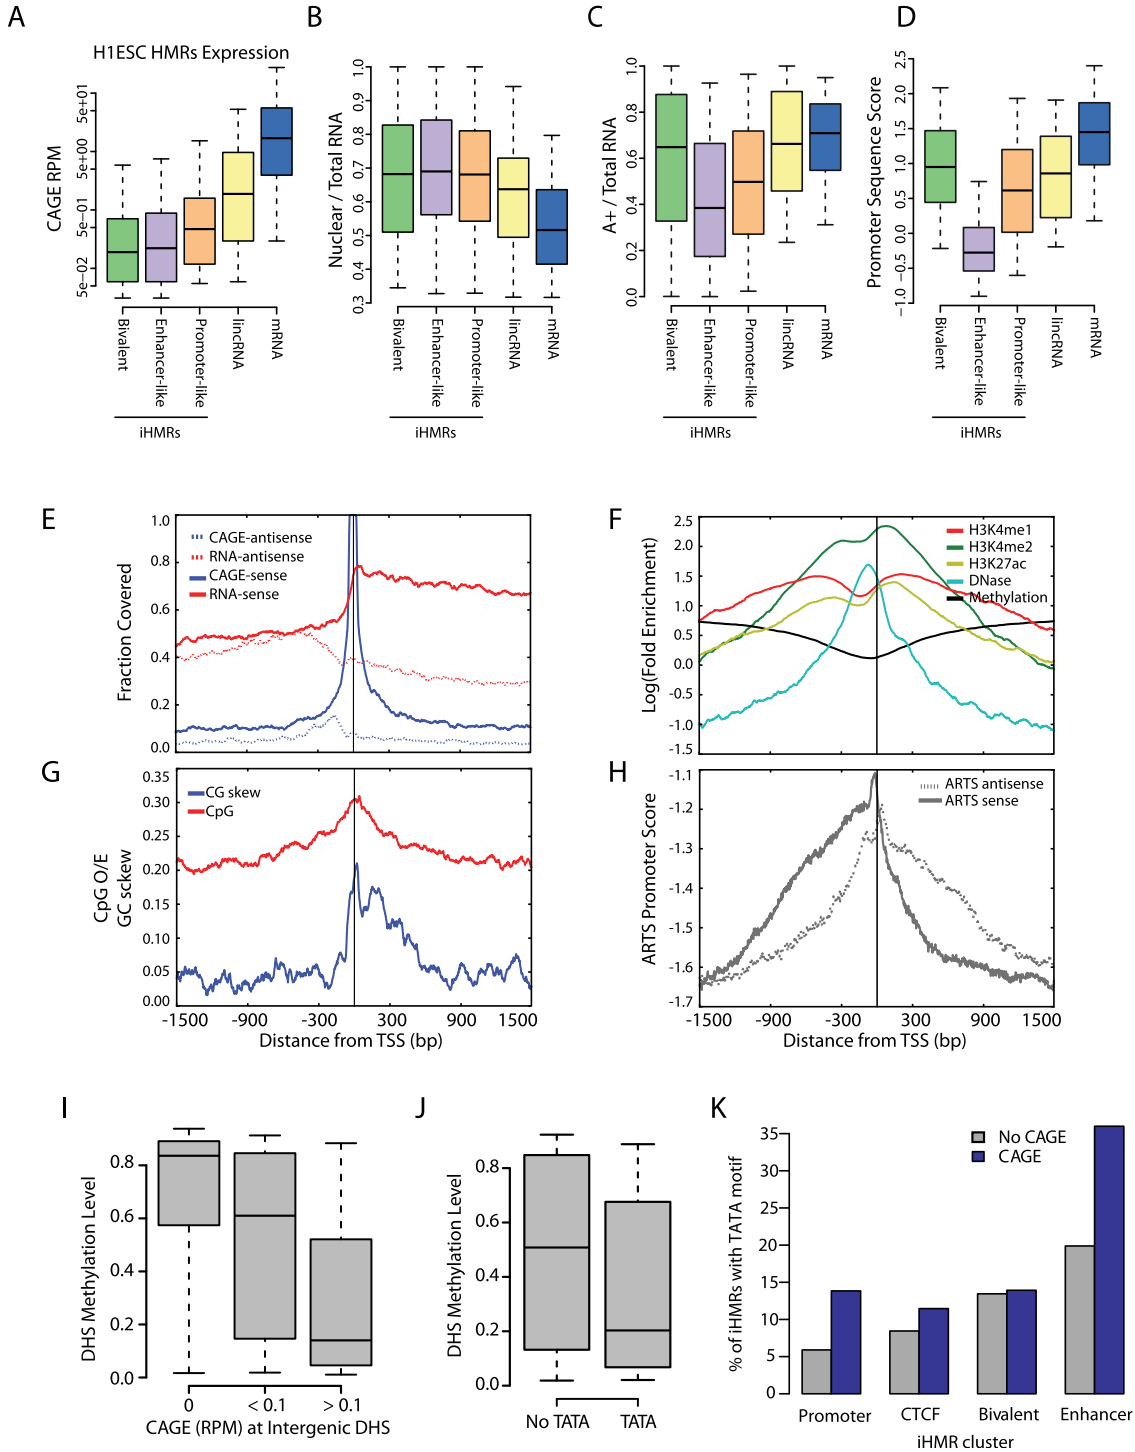 A
H1ESC HMRs Expression
CAGE RPM
5e-02
5e-01
5e+00
5e+01
Bivalent
Enhancer-like
Promoter-like
lincRNA
mRNA
iHMRs
B
Nuclear / Total RNA
0.3
0.4
0.5
0.6
0.7
0.8
0.9
1.0
Bivalent
Enhancer-like
Promoter-like
lincRNA
mRNA
iHMRs
C
A+ / Total RNA
0.0
0.2
0.4
0.6
0.8
1.0
Bivalent
Enhancer-like
Promoter-like
lincRNA
mRNA
iHMRs
D
Promoter Sequence Score
-1.0
-0.5
0.0
0.5
1.0
1.5
2.0
2.5
Bivalent
Enhancer-like
Promoter-like
lincRNA
mRNA
iHMRs
E
Fraction Covered
1.0
0.8
0.6
0.4
0.2
0.0
CAGE-antisense
RNA-antisense
CAGE-sense
RNA-sense
F
Log(Fold Enrichment)
2.5
2.0
1.5
1.0
0.5
0.0
-0.5
-1.0
-1.5
H3K4me1
H3K4me2
H3K27ac
DNase
Methylation
G
CpG O/E
GC sckew
0.35
0.30
0.25
0.20
0.15
0.10
0.05
0.00
CG skew
CpG
-1500 -900 -300 300 900 1500
Distance from TSS (bp)
H
ARTS Promoter Score
-1.1
-1.2
-1.3
-1.4
-1.5
-1.6
-1.7
ARTS antisense
ARTS sense
-1500 -900 -300 300 900 1500
Distance from TSS (bp)
I
DHS Methylation Level
0.8
0.6
0.4
0.2
0.0
0 < 0.1 > 0.1
CAGE (RPM) at Intergenic DHS
J
DHS Methylation Level
0.8
0.6
0.4
0.2
0.0
No TATA TATA
K
% of iHMRs with TATA motif
35
30
25
20
15
10
5
0
No CAGE
CAGE
Promoter CTCF Bivalent Enhancer
iHMR cluster